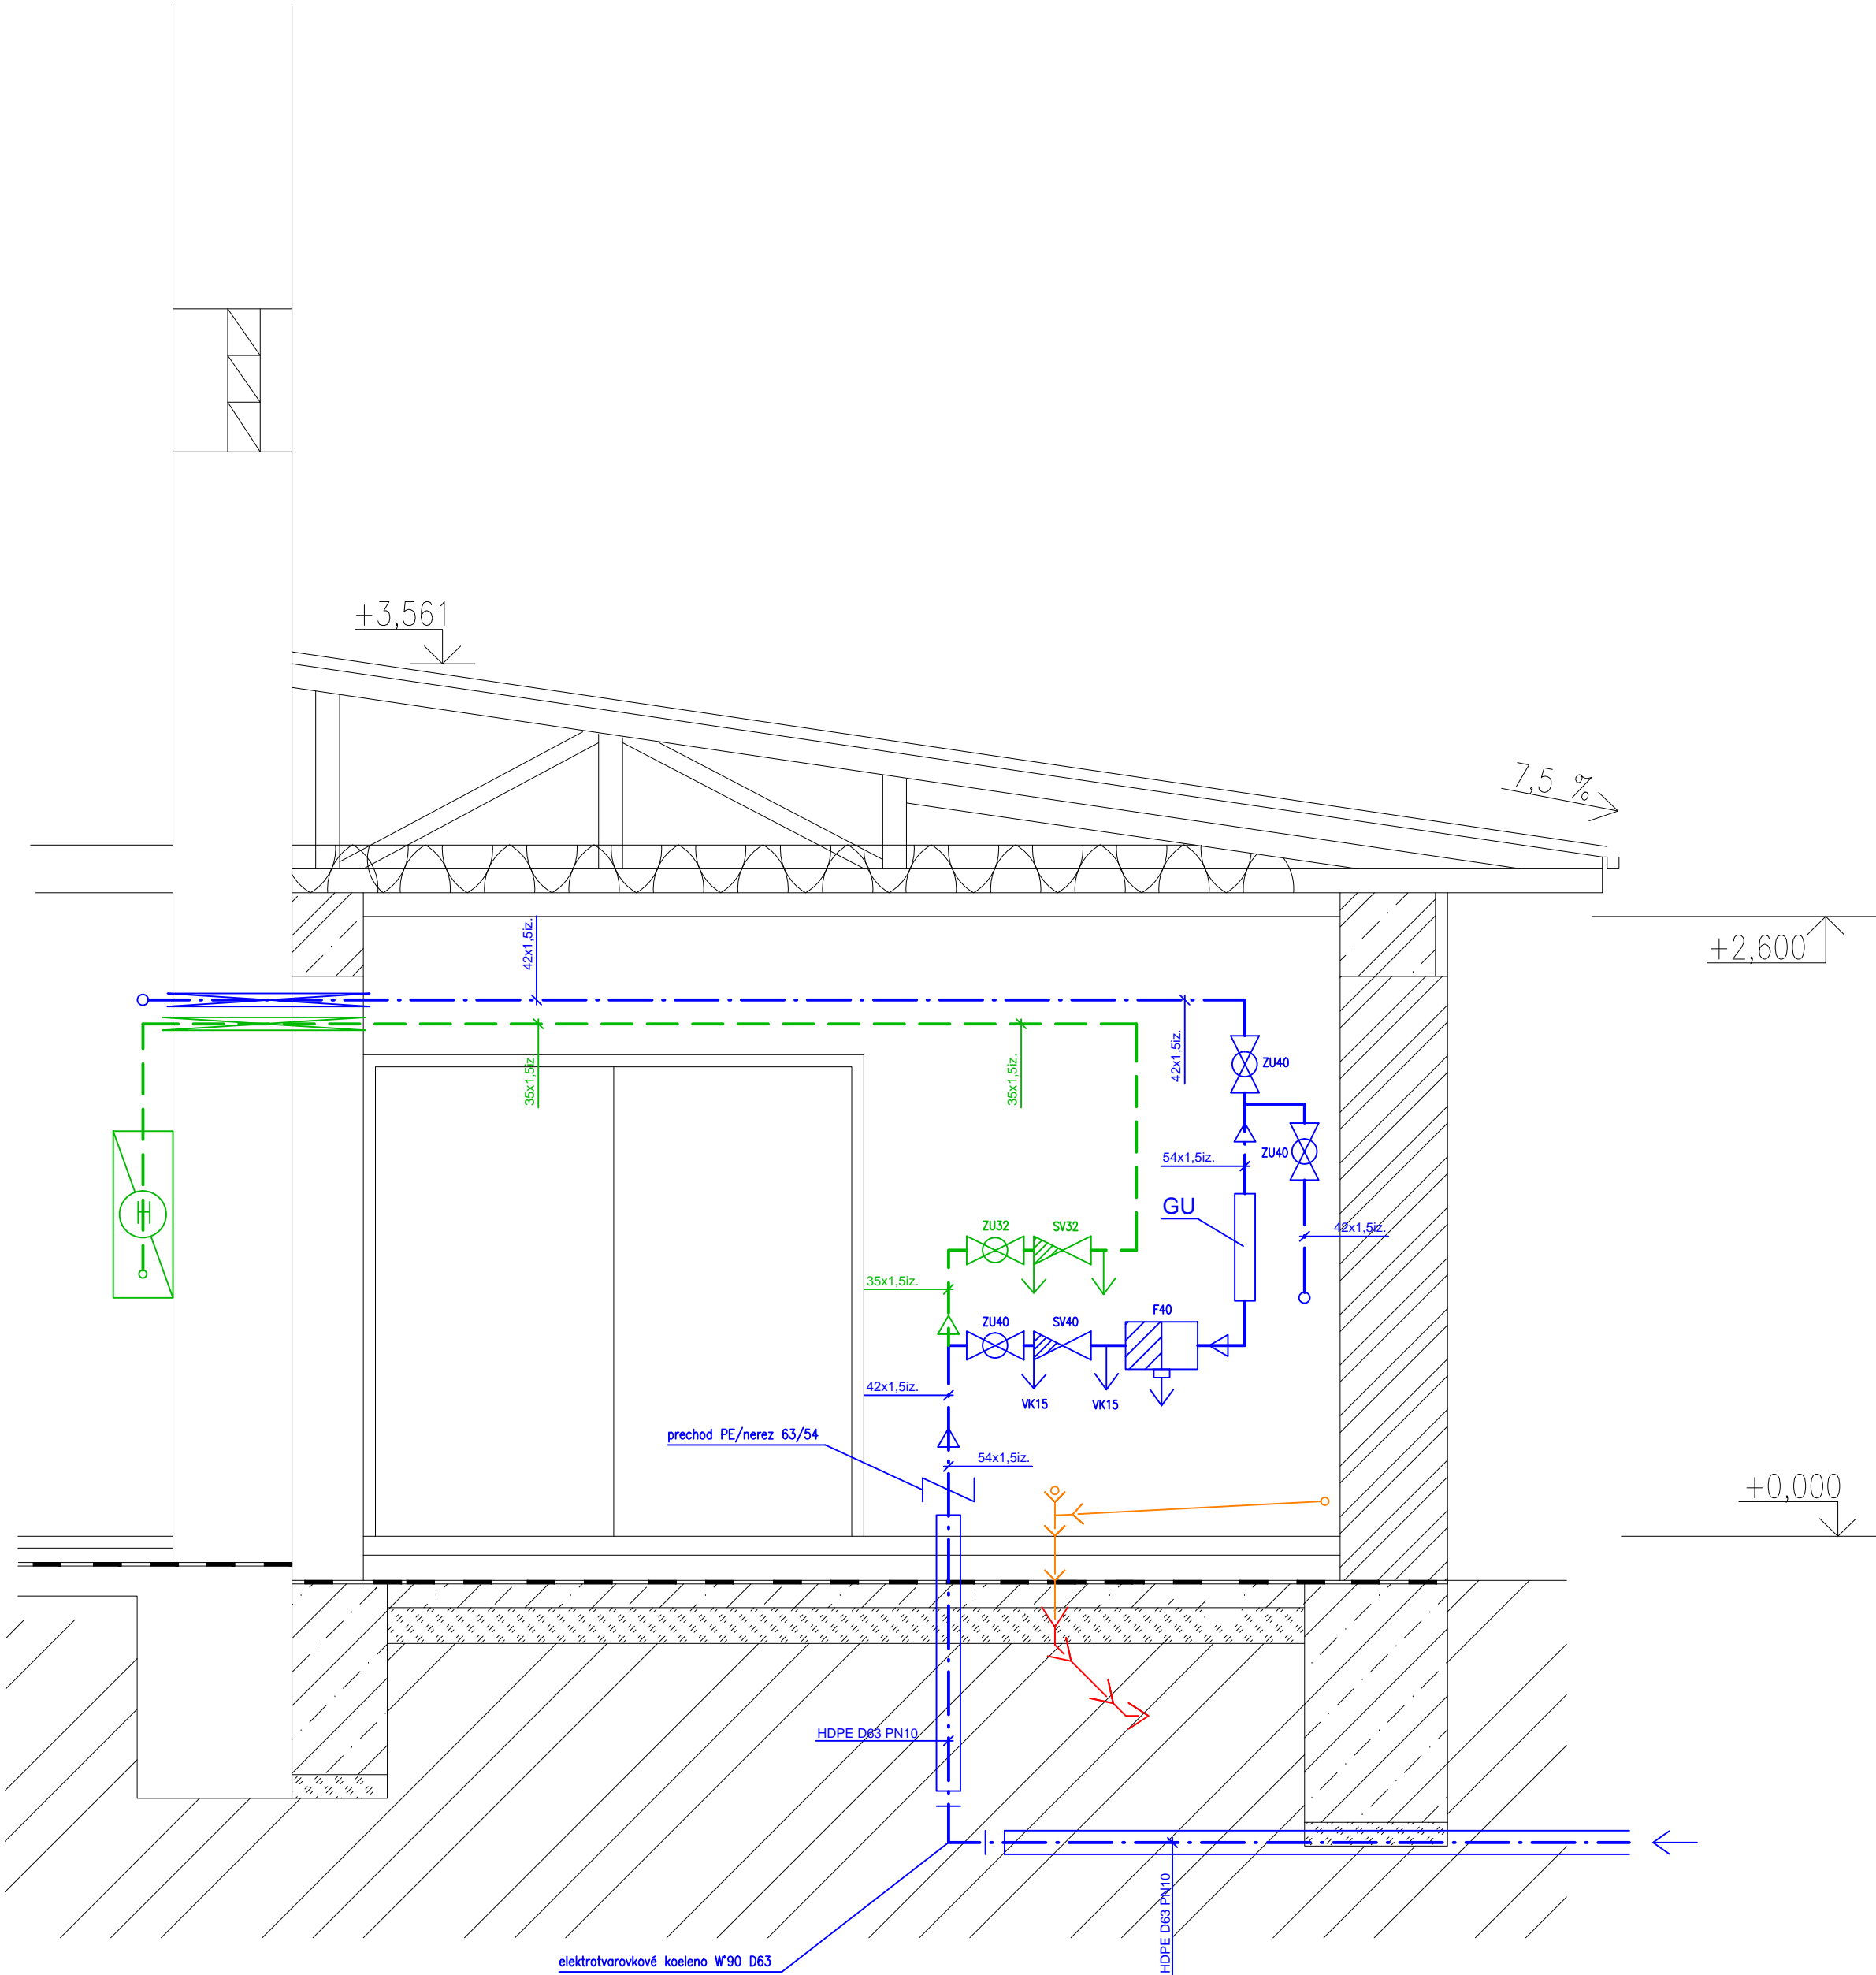 +3,561
7,5 %
+2,600
42x1,5iz.
35x1,5iz.
35x1,5iz.
42x1,5iz.
ZU40
ZU40
54x1,5iz.
GU
42x1,5iz.
ZU32
SV32
35x1,5iz.
F40
ZU40
SV40
42x1,5iz.
VK15
VK15
prechod PE/nerez 63/54
54x1,5iz.
+0,000
H
HDPE D63 PN10
HDPE D63 PN10
elektrotvarovkové koeleno W°90 D63